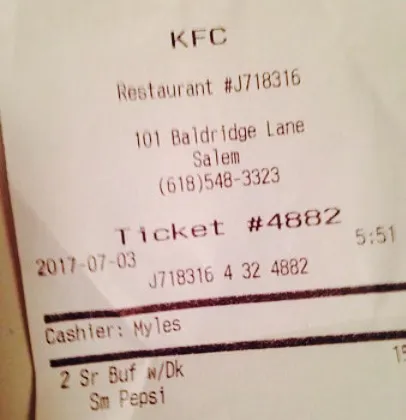 KFC
Restaurant #J718316
101 Baldridge Lane
Salem
(618)548-3323
Ticket #4882
2017-07-03 5:51
J718316 4 32 4882
Cashier: Myles
2 Sr Buf w/Dk
Sm Pepsi